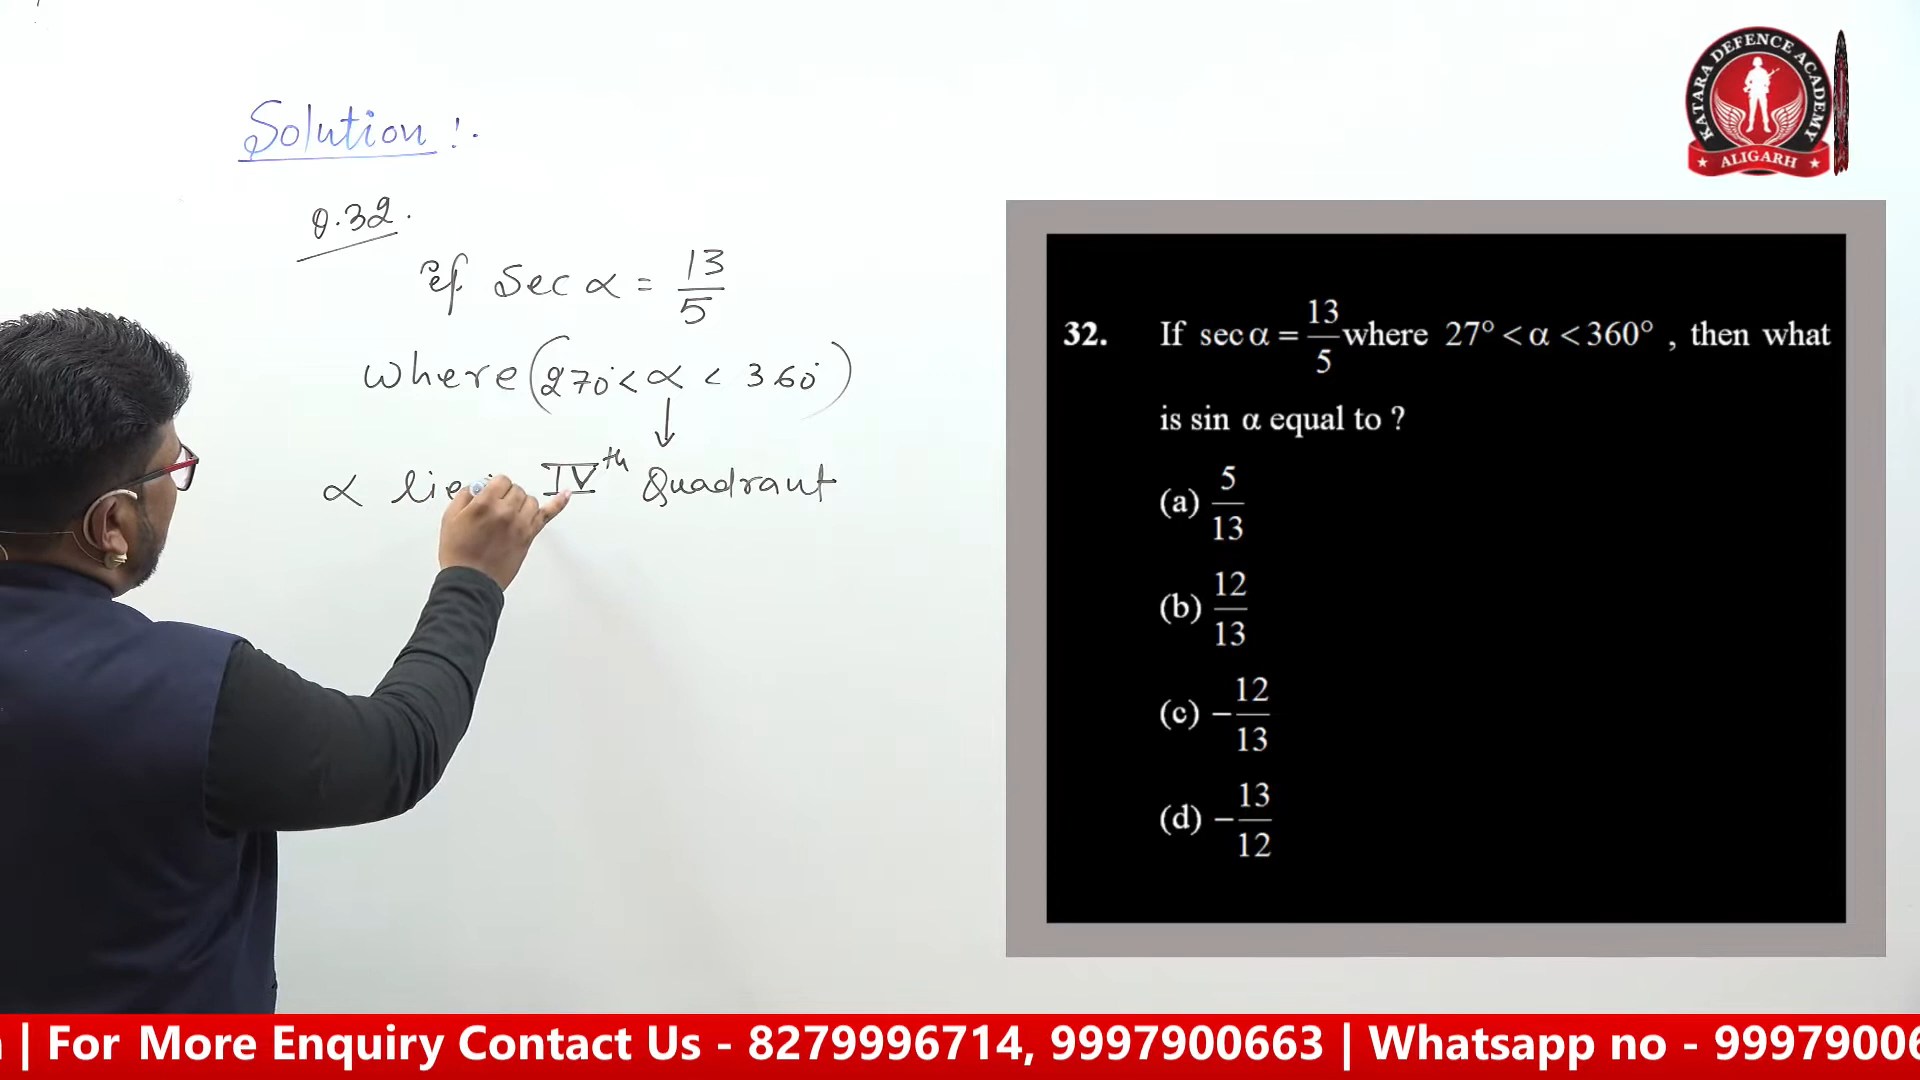 Solution :.
Q.32.
if Sec α = 13/5
where (270° < α < 360°)
α lie IVth Quadrant
KATARA DEFENCE ACADEMY
★ ALIGARH ★
32. If sec α = 13/5 where 27° < α < 360° , then what
is sin α equal to ?
(a) 5/13
(b) 12/13
(c) −12/13
(d) −13/12
| For More Enquiry Contact Us - 8279996714, 9997900663 | Whatsapp no - 99979006